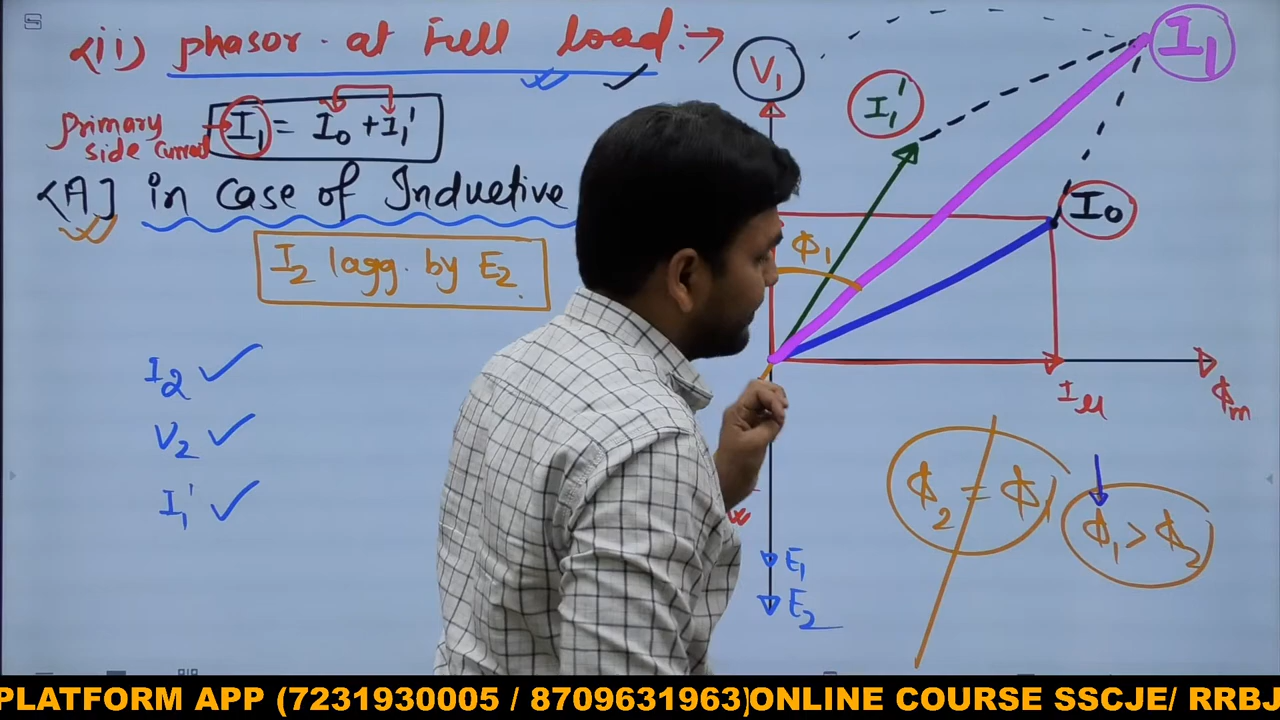 (ii) phasor. at Full load:→
Primary side current I₁ = I₀ + I₁'
(A] in Case of Inductive
I₂ lagg. by E₂.
I₂ ✓
V₂ ✓
I₁' ✓
V₁
I₁'
I₁
I₀
Φ₁
Iμ
Φm
Φ₂ = Φ₁
Φ₁ > Φ₂
E₁
E₂
PLATFORM APP (7231930005 / 8709631963)ONLINE COURSE SSCJE/ RRBJ